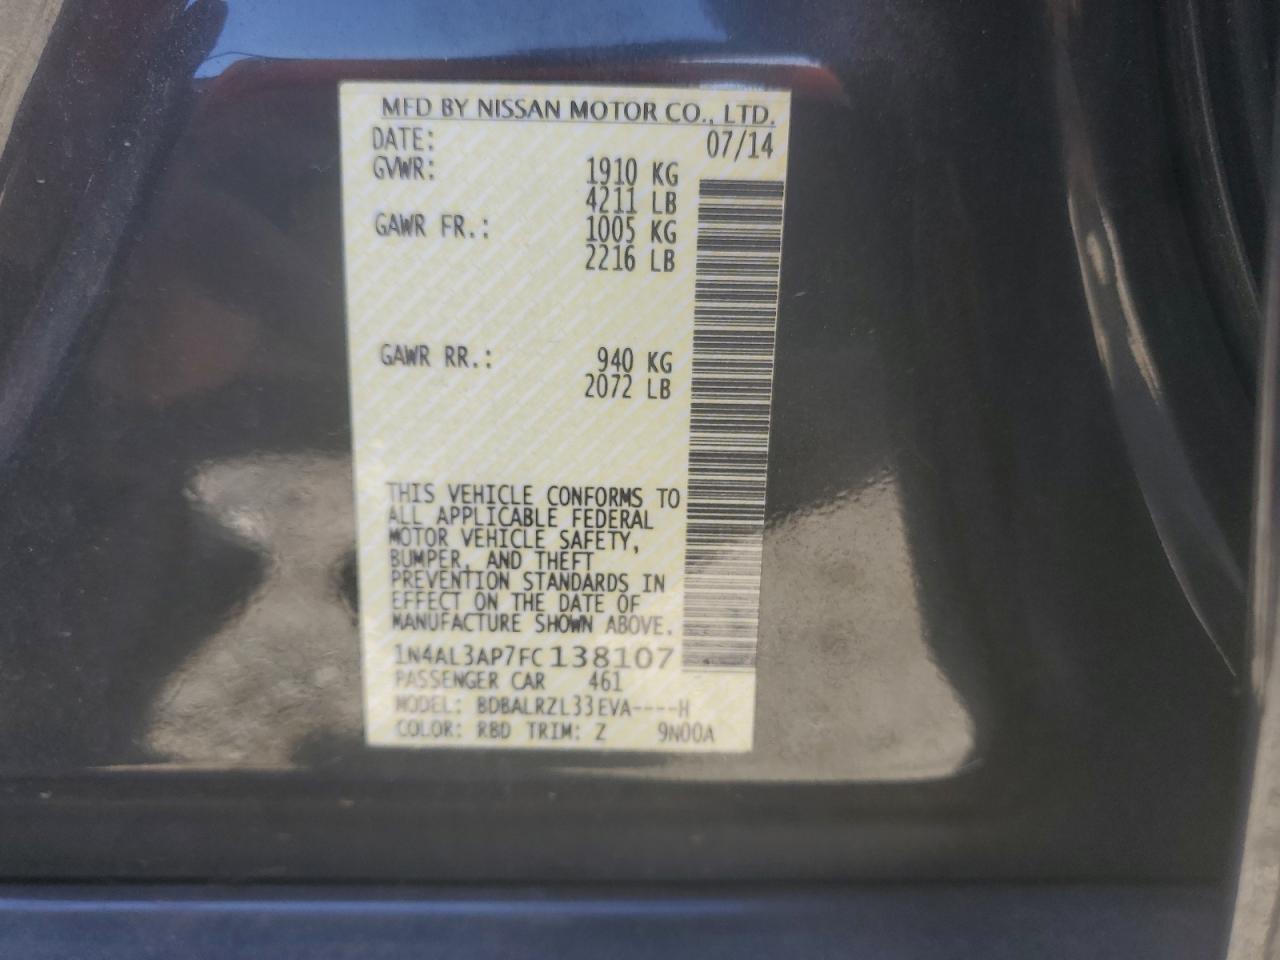 MFD BY NISSAN MOTOR CO., LTD.
DATE: 07/14
GVWR: 1910 KG
4211 LB
GAWR FR.: 1005 KG
2216 LB
GAWR RR.: 940 KG
2072 LB
THIS VEHICLE CONFORMS TO
ALL APPLICABLE FEDERAL
MOTOR VEHICLE SAFETY,
BUMPER, AND THEFT
PREVENTION STANDARDS IN
EFFECT ON THE DATE OF
MANUFACTURE SHOWN ABOVE.
1N4AL3AP7FC138107
PASSENGER CAR 461
MODEL: BDBALRZL33EVA----H
COLOR: RBD TRIM: Z 9N00A